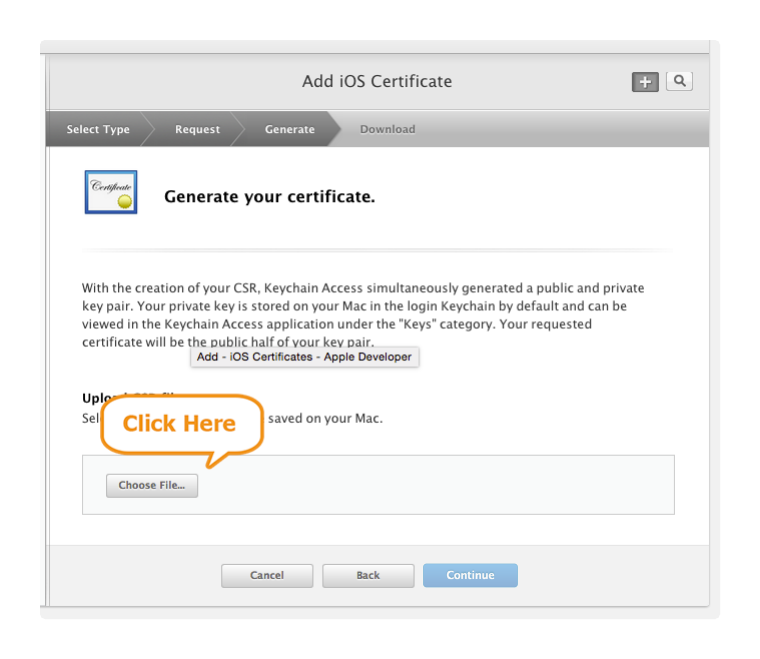 Add iOS Certificate
Select Type
Request
Generate
Download
Certificate
Generate your certificate.
With the creation of your CSR, Keychain Access simultaneously generated a public and private
key pair. Your private key is stored on your Mac in the login Keychain by default and can be
viewed in the Keychain Access application under the "Keys" category. Your requested
certificate will be the public half of your key pair.
Add - iOS Certificates - Apple Developer
Click Here
saved on your Mac.
Choose File...
Cancel
Back
Continue